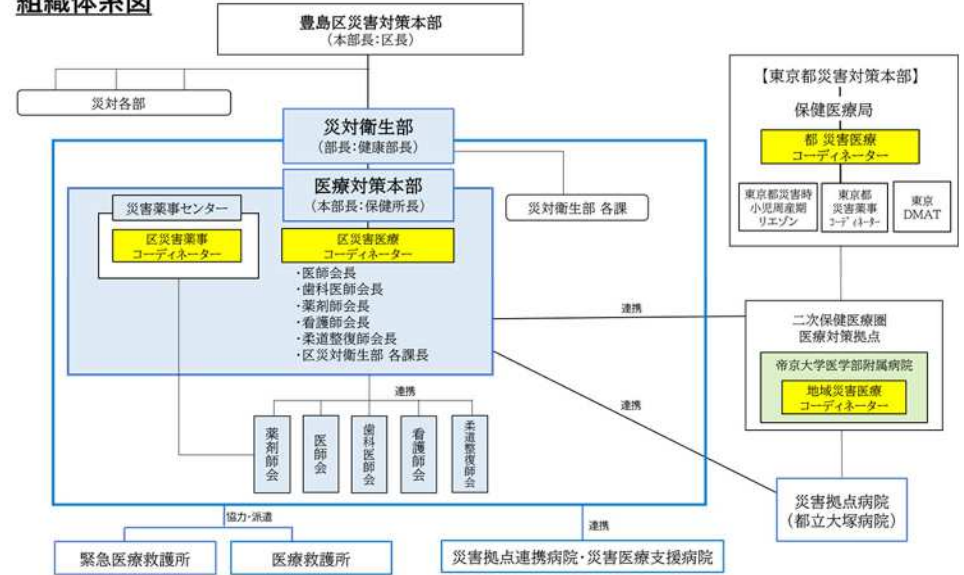 組織体系図
豊島区災害対策本部
(本部長:区長)
災対各部
災対衛生部
(部長:健康部長)
医療対策本部
(本部長:保健所長)
災害薬事センター
区災害薬事
コーディネーター
区災害医療
コーディネーター
・医師会長
・歯科医師会長
・薬剤師会長
・看護師会長
・柔道整復師会長
・区災対衛生部 各課長
災対衛生部 各課
連携
薬剤師会
医師会
歯科医師会
看護師会
柔道整復師会
協力・派遣
緊急医療救護所
医療救護所
連携
災害拠点連携病院・災害医療支援病院
【東京都災害対策本部】
保健医療局
都 災害医療
コーディネーター
東京都災害時
小児周産期
リエゾン
東京都
災害薬事
コーディネーター
東京
DMAT
連携
二次保健医療圏
医療対策拠点
帝京大学医学部附属病院
地域災害医療
コーディネーター
連携
災害拠点病院
(都立大塚病院)